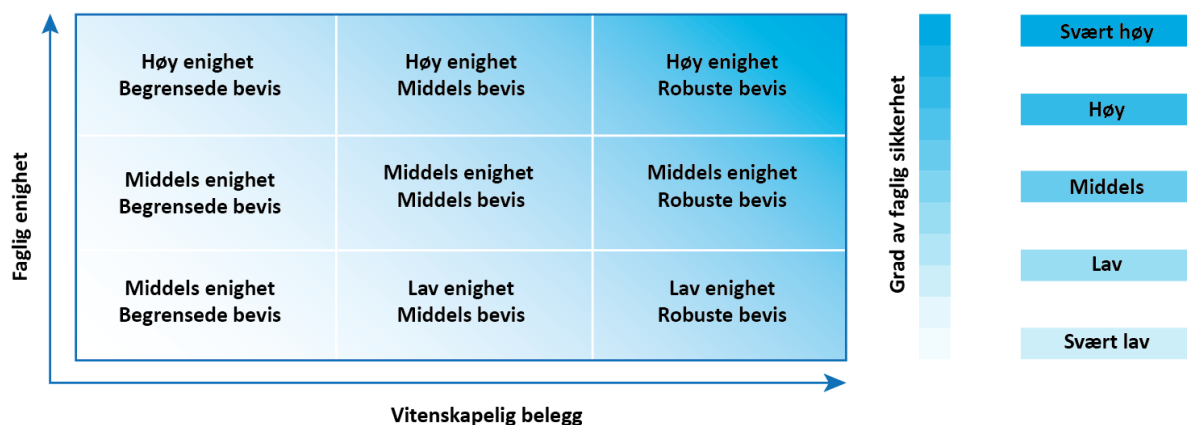 Faglig enighet
Høy enighet
Begrensede bevis
Høy enighet
Middels bevis
Høy enighet
Robuste bevis
Middels enighet
Begrensede bevis
Middels enighet
Middels bevis
Middels enighet
Robuste bevis
Middels enighet
Begrensede bevis
Lav enighet
Middels bevis
Lav enighet
Robuste bevis
Vitenskapelig belegg
Grad av faglig sikkerhet
Svært høy
Høy
Middels
Lav
Svært lav